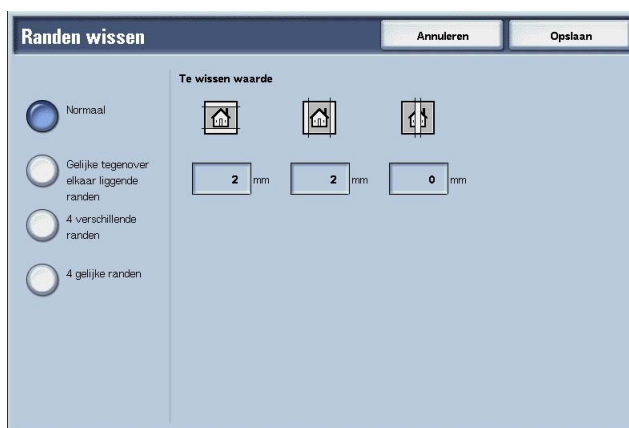 Randen wissen
Annuleren
Opslaan
Te wissen waarde
Normaal
Gelijke tegenover
elkaar liggende
randen
4 verschillende
randen
4 gelijke randen
2 mm
2 mm
0 mm